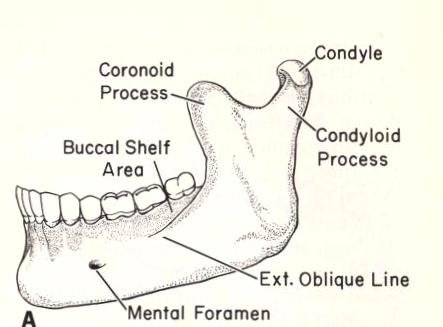 Condyle
Coronoid
Process
Condyloid
Process
Buccal Shelf
Area
Ext. Oblique Line
Mental Foramen
A